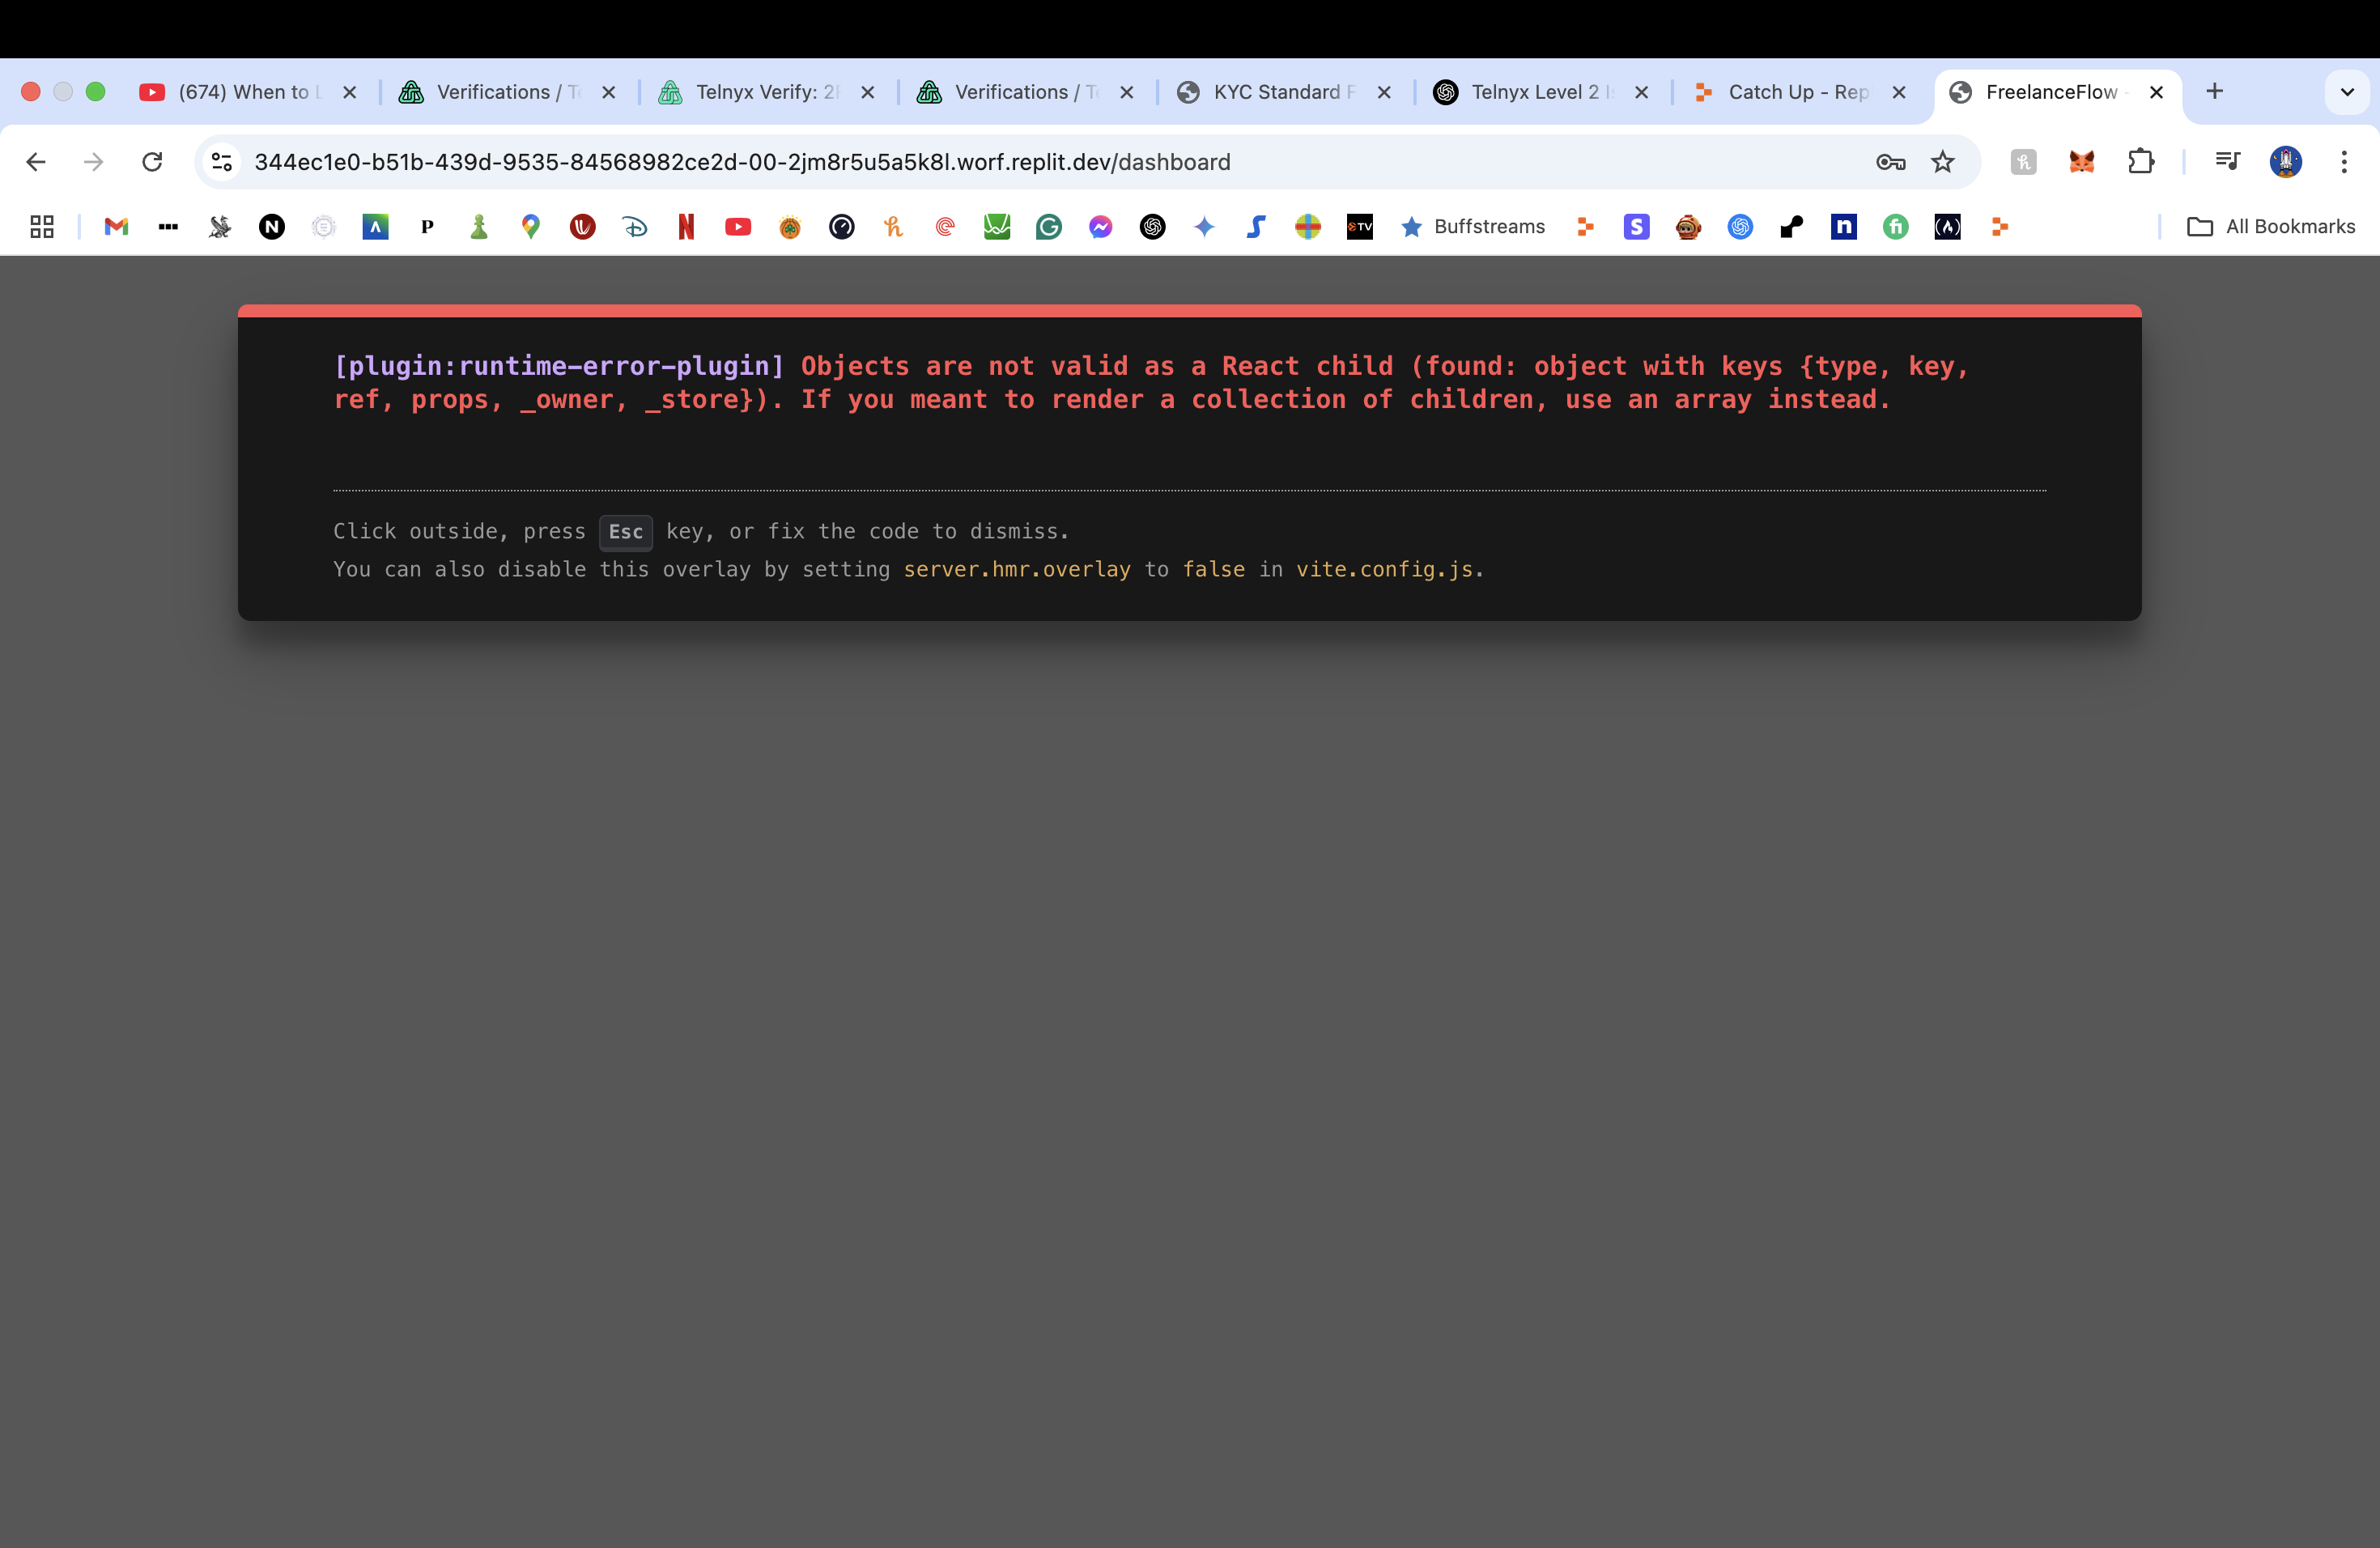 (674) When to L
Verifications / Te
Telnyx Verify: 2F
Verifications / Te
KYC Standard F
Telnyx Level 2 Is
Catch Up - Rep
FreelanceFlow -
344ec1e0-b51b-439d-9535-84568982ce2d-00-2jm8r5u5a5k8l.worf.replit.dev/dashboard
Buffstreams
All Bookmarks
[plugin:runtime-error-plugin] Objects are not valid as a React child (found: object with keys {type, key,
ref, props, _owner, _store}). If you meant to render a collection of children, use an array instead.
Click outside, press Esc key, or fix the code to dismiss.
You can also disable this overlay by setting server.hmr.overlay to false in vite.config.js.